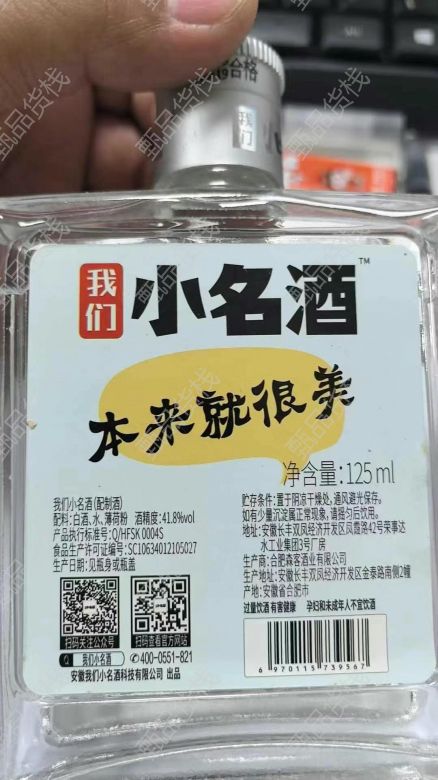 合格
我们
我们 小名酒™
本来就很美
净含量:125ml
我们小名酒(配制酒)
配料:白酒、水、薄荷粉 酒精度:41.8%vol
产品执行标准号:Q/HFSK 0004S
食品生产许可证编号:SC10634012105027
生产日期:见瓶身或瓶盖
扫码关注公众号
扫码查看官方网站
我们小名酒
400-0551-821
安徽我们小名酒科技有限公司 出品
贮存条件:置于阴凉干燥处,通风避光保存。
如有少量沉淀属正常现象,请摇匀后饮用。
地址:安徽长丰双凤经济开发区凤霞路42号荣事达
水工业集团3号厂房
生产商:合肥森客酒业有限公司
地址:安徽长丰双凤经济开发区金泰路南侧2幢
产地:安徽省合肥市
过量饮酒 有害健康 孕妇和未成年人不宜饮酒
6970115739567
甄品货栈